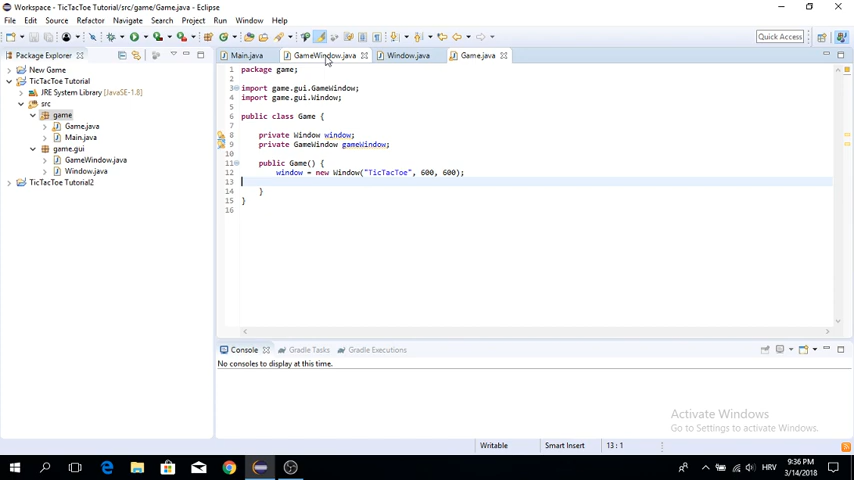 Workspace - TicTacToe Tutorial/src/game/Game.java - Eclipse
File Edit Source Refactor Navigate Search Project Run Window Help
Quick Access
Package Explorer
New Game
TicTacToe Tutorial
JRE System Library [JavaSE-1.8]
src
game
Game.java
Main.java
game.gui
GameWindow.java
Window.java
TicTacToe Tutorial2
Main.java GameWindow.java Window.java Game.java
1 package game;
2
3 import game.gui.GameWindow;
4 import game.gui.Window;
5
6 public class Game {
7
8 private Window window;
9 private GameWindow gameWindow;
10
11 public Game() {
12 window = new Window("TicTacToe", 600, 600);
13
14 }
15 }
16
Console Gradle Tasks Gradle Executions
No consoles to display at this time.
Activate Windows
Go to Settings to activate Windows.
Writable Smart Insert 13 : 1
HRV
9:36 PM
3/14/2018